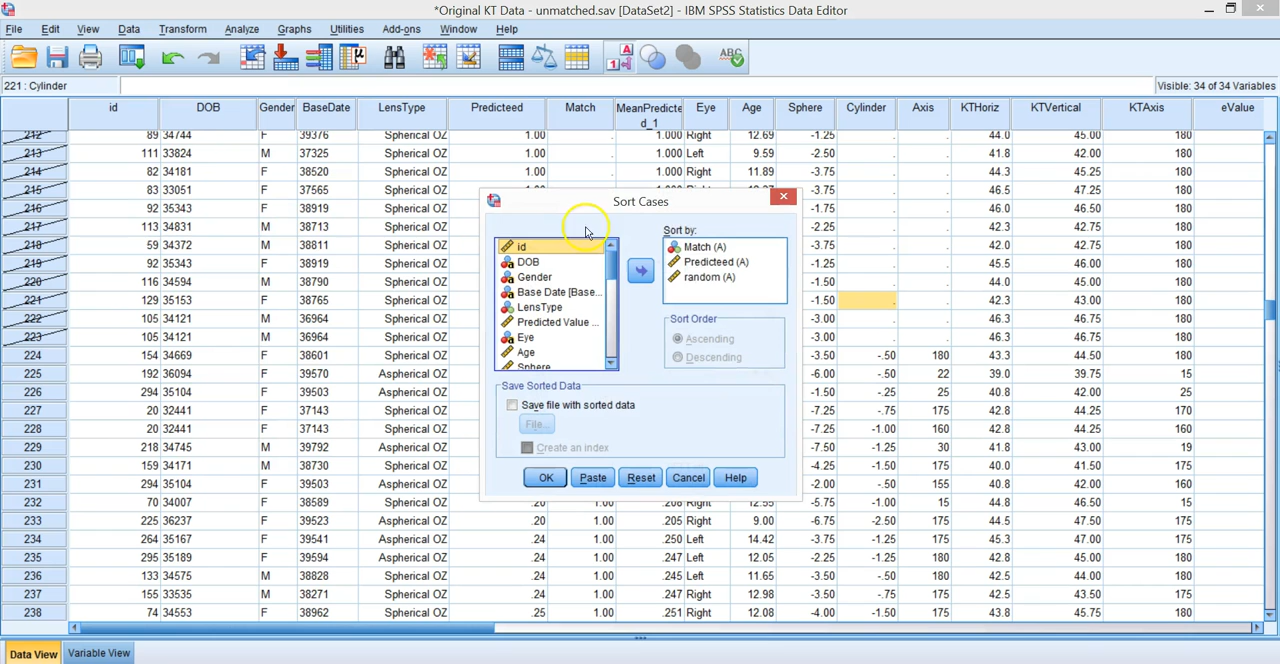 *Original KT Data - unmatched.sav [DataSet2] - IBM SPSS Statistics Data Editor
File Edit View Data Transform Analyze Graphs Utilities Add-ons Window Help
221 : Cylinder
Visible: 34 of 34 Variables
id DOB Gender BaseDate LensType Predicteed Match MeanPredicte d_1 Eye Age Sphere Cylinder Axis KTHoriz KTVertical KTAxis eValue
212 89 34744 F 39376 Spherical OZ 1.00 . 1.000 Right 12.69 -1.25 . . 44.0 45.00 180
213 111 33824 M 37325 Spherical OZ 1.00 . 1.000 Left 9.59 -2.50 . . 41.8 42.00 180
214 82 34181 F 38520 Spherical OZ 1.00 . 1.000 Right 11.89 -3.75 . . 44.3 45.25 180
215 83 33051 F 37565 Spherical OZ -3.75 . . 46.5 47.25 180
216 92 35343 F 38919 Spherical OZ -1.75 . . 46.0 46.50 180
217 113 34831 M 38713 Spherical OZ -2.25 . . 42.3 42.75 180
218 59 34372 M 38811 Spherical OZ -3.75 . . 42.0 42.75 180
219 92 35343 F 38919 Spherical OZ -1.75 . . 45.5 46.00 180
220 116 34594 M 38790 Spherical OZ -1.50 . . 44.0 45.00 180
221 129 35153 F 38765 Spherical OZ -1.50 . . 42.3 43.00 180
222 105 34121 M 36964 Spherical OZ -3.00 . . 46.3 46.75 180
223 105 34121 M 36964 Spherical OZ -3.00 . . 46.3 46.75 180
224 154 34669 M 38601 Spherical OZ -3.50 -.50 180 43.3 44.50 180
225 192 36094 F 39570 Aspherical OZ -6.00 -.50 22 39.0 39.75 15
226 294 35104 F 39503 Aspherical OZ -1.50 -.25 25 40.8 42.00 25
227 20 32441 F 37143 Spherical OZ -7.25 -.75 175 42.8 44.25 170
228 20 32441 F 37143 Spherical OZ -7.25 -1.00 15 42.8 44.25 160
229 218 34745 M 39792 Aspherical OZ -7.50 -1.25 30 41.8 43.00 19
230 159 34171 M 38730 Spherical OZ -4.25 -1.50 175 40.0 41.50 180
231 294 35104 F 39503 Aspherical OZ -2.00 -.50 155 40.8 42.00 160
232 70 34007 F 38589 Spherical OZ .20 1.00 .208 Right 12.55 -5.75 -1.00 15 44.8 46.50 15
233 225 36237 F 39523 Aspherical OZ .20 1.00 .205 Right 9.00 -6.75 -2.50 175 44.5 47.50 175
234 264 35167 F 39541 Aspherical OZ .24 1.00 .250 Left 14.42 -3.75 -1.25 175 45.3 47.00 180
235 295 35189 F 39594 Aspherical OZ .24 1.00 .247 Left 12.05 -2.25 -1.25 175 42.8 45.00 180
236 133 34575 M 38828 Spherical OZ .24 1.00 .245 Left 11.65 -3.50 -.50 180 42.5 44.00 180
237 155 33535 M 38271 Spherical OZ .24 1.00 .247 Right 12.98 -3.50 -.75 175 42.5 43.50 175
238 74 34553 F 38962 Spherical OZ .25 1.00 .251 Right 12.08 -4.00 -1.50 180 43.8 45.75 180
Sort Cases
Sort by:
id
DOB
Gender
Base Date [Base...
LensType
Predicted Value ...
Eye
Age
Sphere
Match (A)
Predicteed (A)
random (A)
Sort Order
Ascending
Descending
Save Sorted Data
Save file with sorted data
File...
Create an index
OK Paste Reset Cancel Help
Data View Variable View